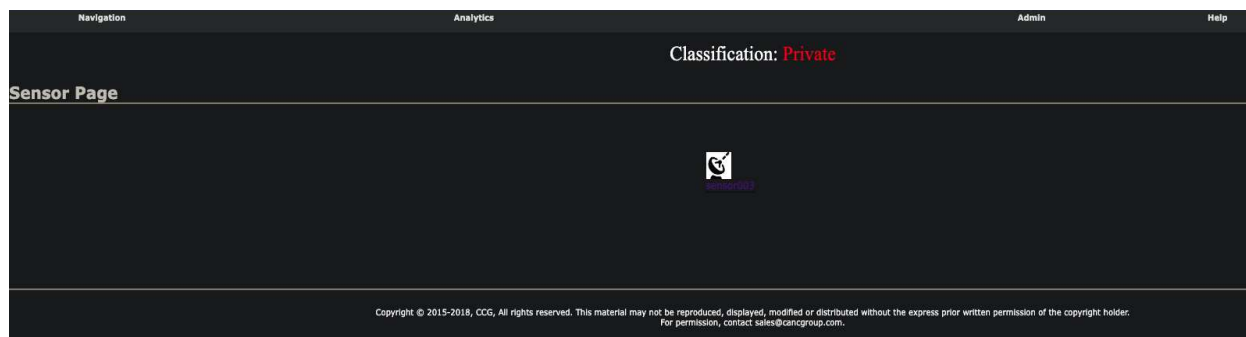 Navigation Analytics Admin Help
Classification: Private
Sensor Page
sensor003
Copyright © 2015-2018, CCG, All rights reserved. This material may not be reproduced, displayed, modified or distributed without the express prior written permission of the copyright holder.
For permission, contact sales@cancgroup.com.